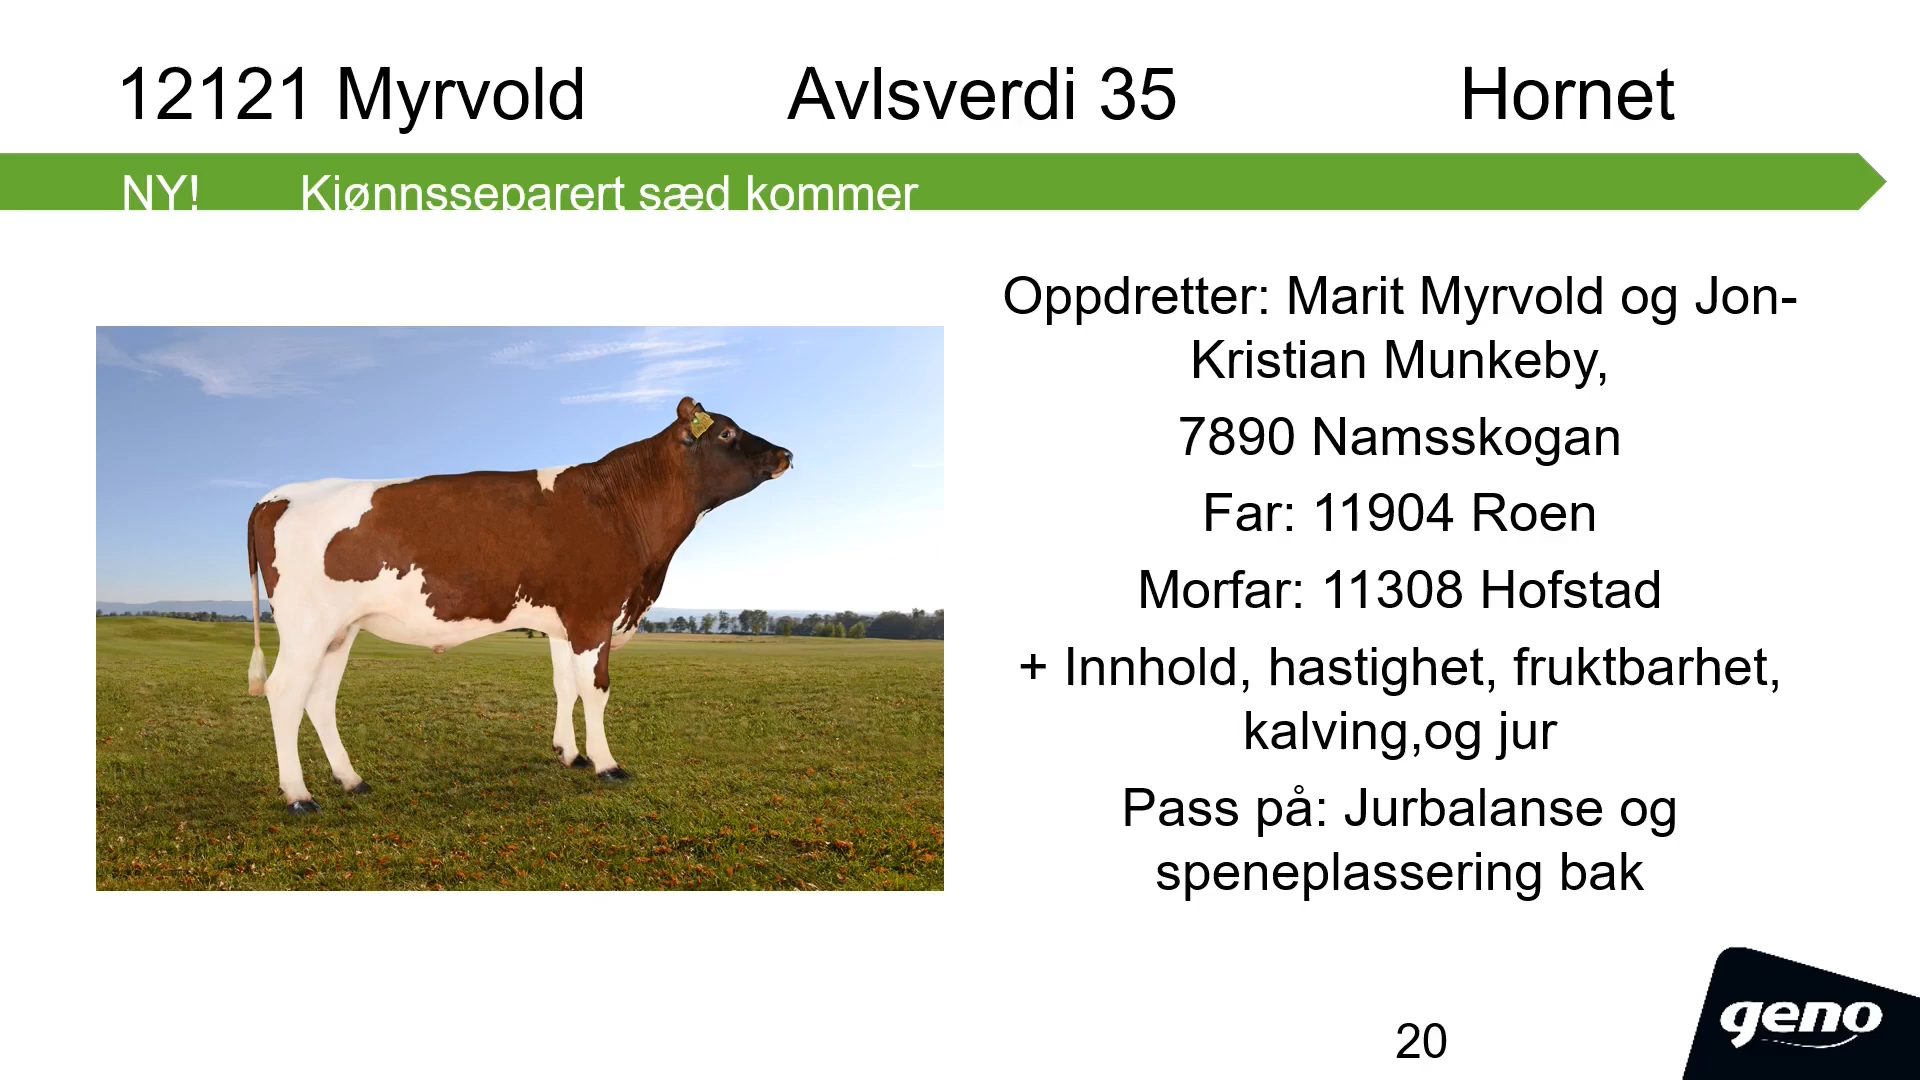 12121 Myrvold Avlsverdi 35 Hornet
NY! Kjønnsseparert sæd kommer
Oppdretter: Marit Myrvold og Jon-
Kristian Munkeby,
7890 Namsskogan
Far: 11904 Roen
Morfar: 11308 Hofstad
+ Innhold, hastighet, fruktbarhet,
kalving,og jur
Pass på: Jurbalanse og
speneplassering bak
geno
20